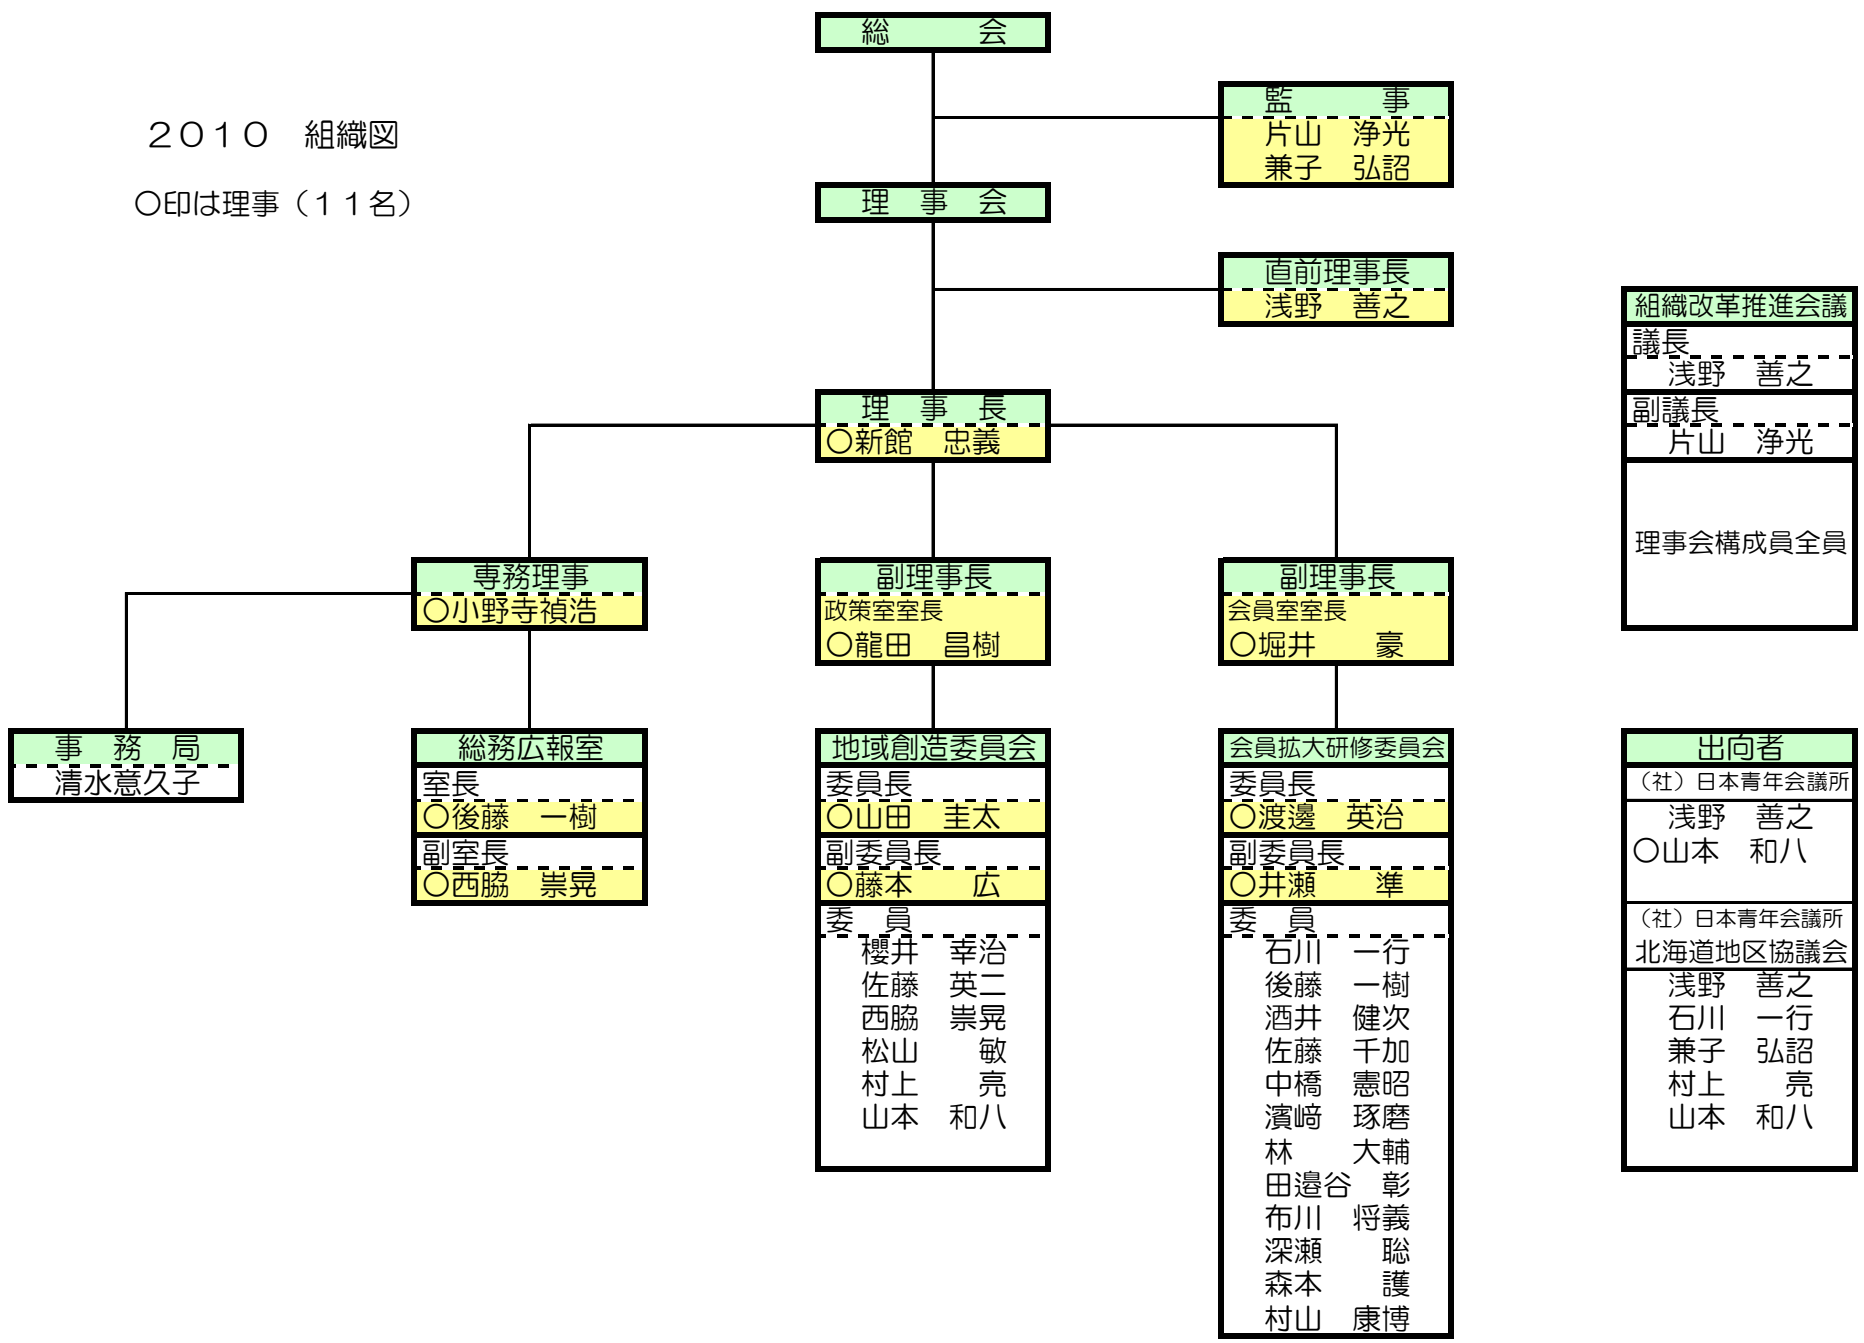 総　会
２０１０　組織図
〇印は理事（１１名）
監　事
片山　浄光
兼子　弘詔
理　事　会
直前理事長
浅野　善之
理　事　長
〇新館　忠義
専務理事
〇小野寺禎浩
副理事長
政策室室長
〇龍田　昌樹
副理事長
会員室室長
〇堀井　豪
組織改革推進会議
議長
浅野　善之
副議長
片山　浄光
理事会構成員全員
事　務　局
清水意久子
総務広報室
室長
〇後藤　一樹
副室長
〇西脇　崇晃
地域創造委員会
委員長
〇山田　圭太
副委員長
〇藤本　広
委　員
櫻井　幸治
佐藤　英二
西脇　崇晃
松山　敏
村上　亮
山本　和八
会員拡大研修委員会
委員長
〇渡邊　英治
副委員長
〇井瀬　準
委　員
石川　一行
後藤　一樹
酒井　健次
佐藤　千加
中橋　憲昭
濱﨑　琢磨
林　大輔
田邉谷　彰
布川　将義
深瀬　聡
森本　護
村山　康博
出向者
（社）日本青年会議所
浅野　善之
〇山本　和八
（社）日本青年会議所
北海道地区協議会
浅野　善之
石川　一行
兼子　弘詔
村上　亮
山本　和八